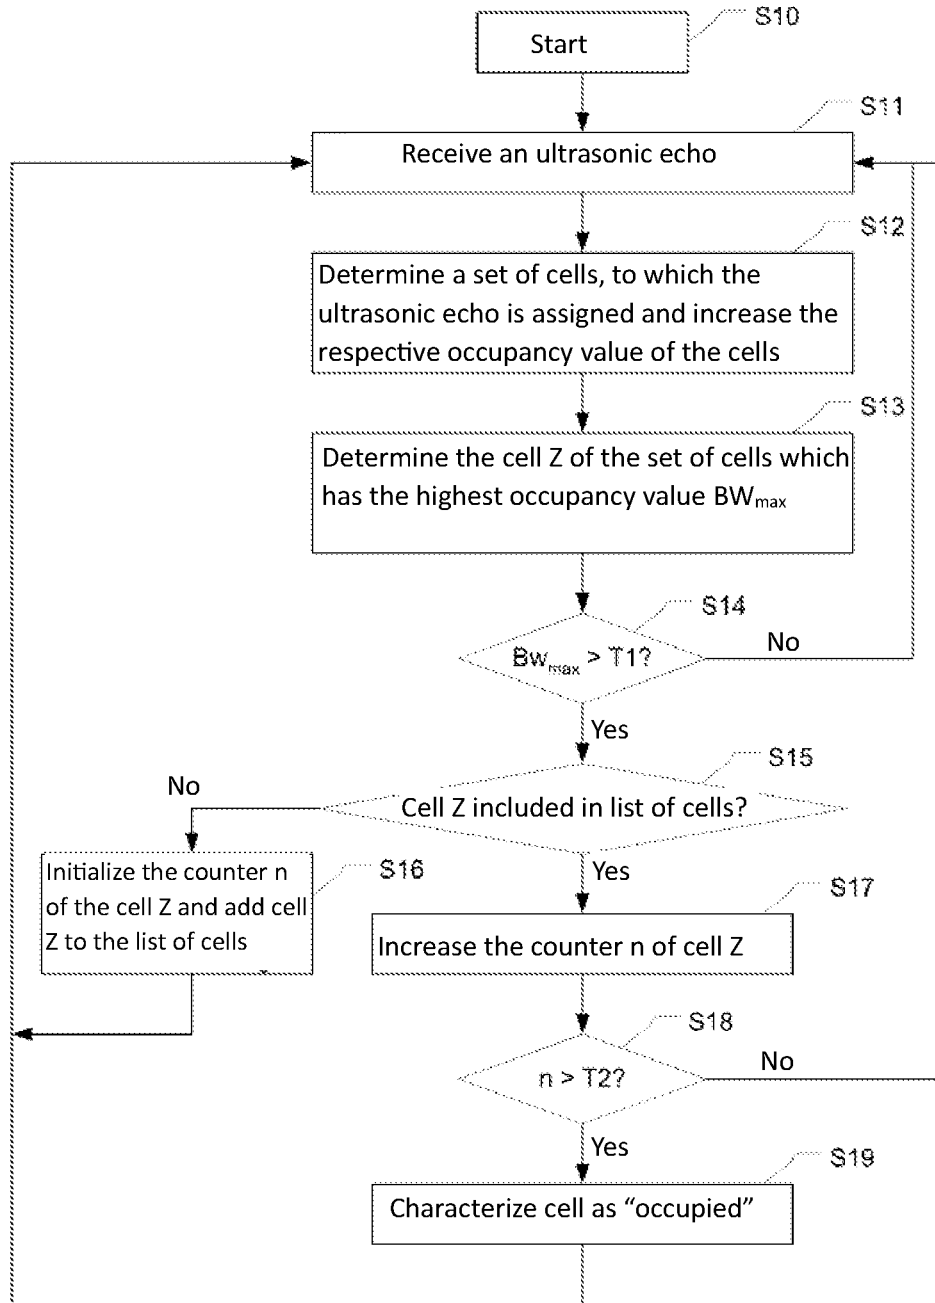 S10
Start
S11
Receive an ultrasonic echo
S12
Determine a set of cells, to which the
ultrasonic echo is assigned and increase the
respective occupancy value of the cells
S13
Determine the cell Z of the set of cells which
has the highest occupancy value BWmax
S14
Bwmax > T1?
No
Yes
S15
No
Cell Z included in list of cells?
Yes
S16
Initialize the counter n
of the cell Z and add cell
Z to the list of cells
S17
Increase the counter n of cell Z
S18
n > T2?
No
Yes
S19
Characterize cell as “occupied”